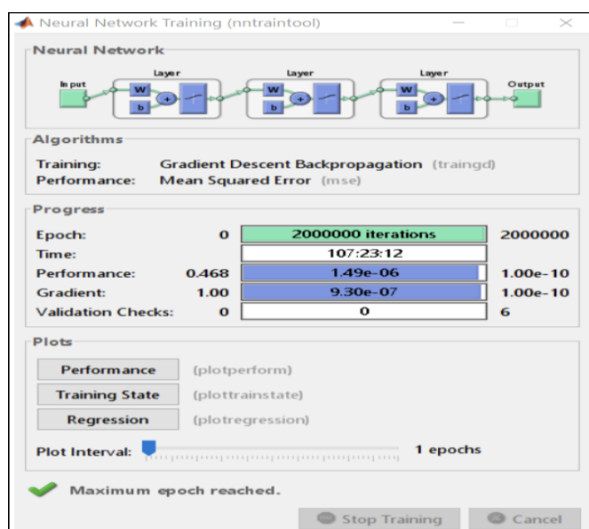 Neural Network Training (nntraintool)
Neural Network
Input Layer Layer Layer Output
W W W
b + b + b +
Algorithms
Training: Gradient Descent Backpropagation (traingd)
Performance: Mean Squared Error (mse)
Progress
Epoch: 0 2000000 iterations 2000000
Time: 107:23:12
Performance: 0.468 1.49e-06 1.00e-10
Gradient: 1.00 9.30e-07 1.00e-10
Validation Checks: 0 0 6
Plots
Performance (plotperform)
Training State (plottrainstate)
Regression (plotregression)
Plot Interval: 1 epochs
Maximum epoch reached.
Stop Training Cancel